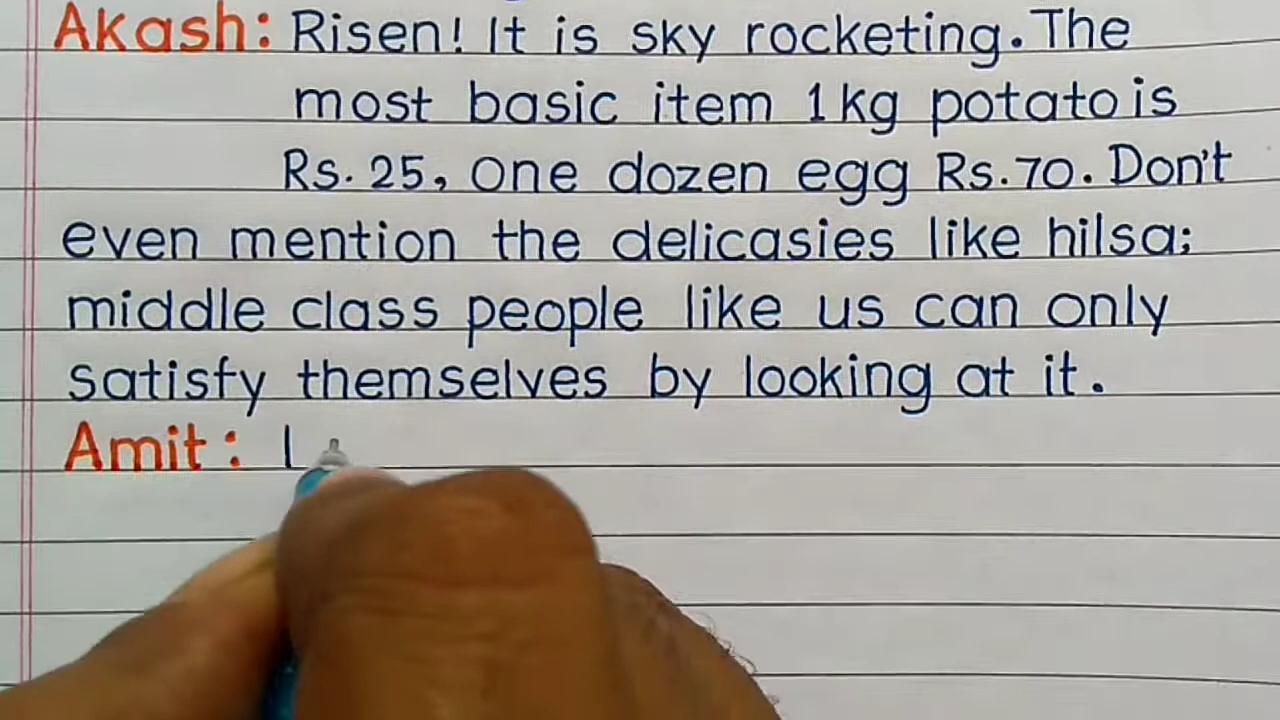 Akash: Risen! It is sky rocketing. The
most basic item 1kg potato is
Rs. 25, one dozen egg Rs. 70. Don't
even mention the delicasies like hilsa;
middle class people like us can only
satisfy themselves by looking at it.
Amit: I